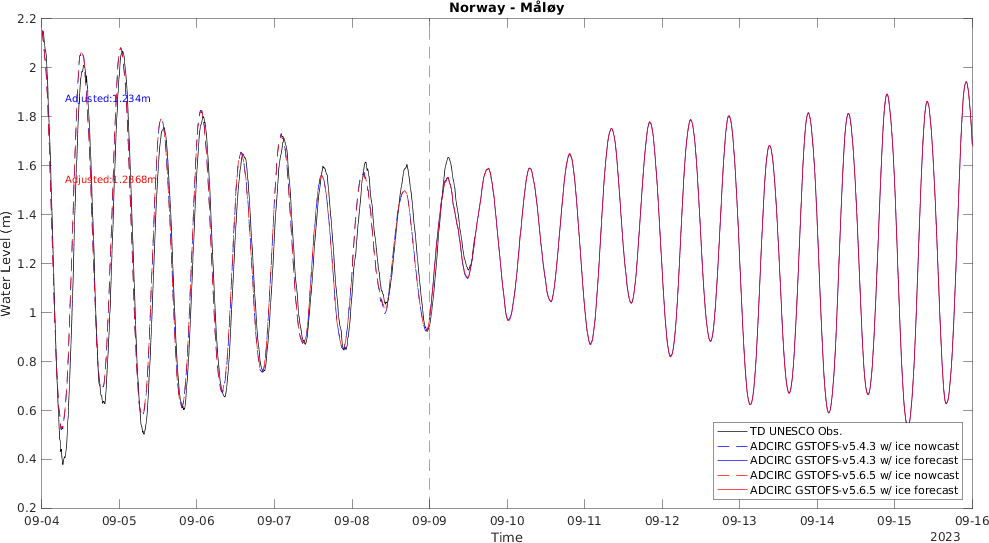 Norway - Måløy
2.2
2
1.8
1.6
1.4
1.2
1
0.8
0.6
0.4
0.2
Water Level (m)
Adjusted:1.234m
Adjusted:1.2368m
TD UNESCO Obs.
ADCIRC GSTOFS-v5.4.3 w/ ice nowcast
ADCIRC GSTOFS-v5.4.3 w/ ice forecast
ADCIRC GSTOFS-v5.6.5 w/ ice nowcast
ADCIRC GSTOFS-v5.6.5 w/ ice forecast
09-04 09-05 09-06 09-07 09-08 09-09 09-10 09-11 09-12 09-13 09-14 09-15 09-16
Time
2023